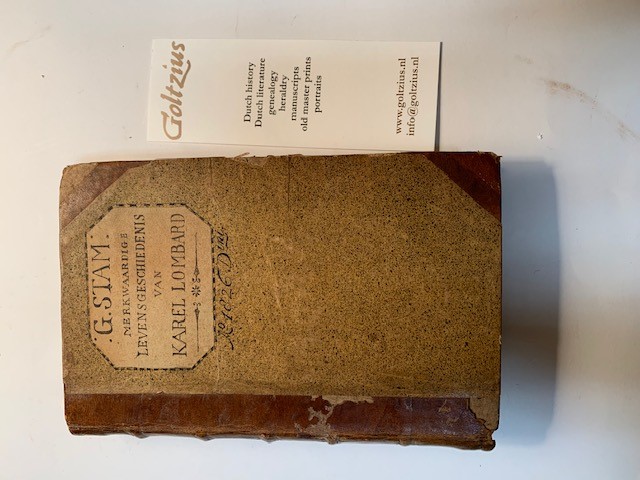 Goltzius
Dutch history
Dutch literature
genealogy
heraldry
manuscripts
old master prints
portraits
www.goltzius.nl
info@goltzius.nl
G. STAM.
MERKWAARDIGE
LEVENSGESCHIEDENIS
VAN
KAREL LOMBARD